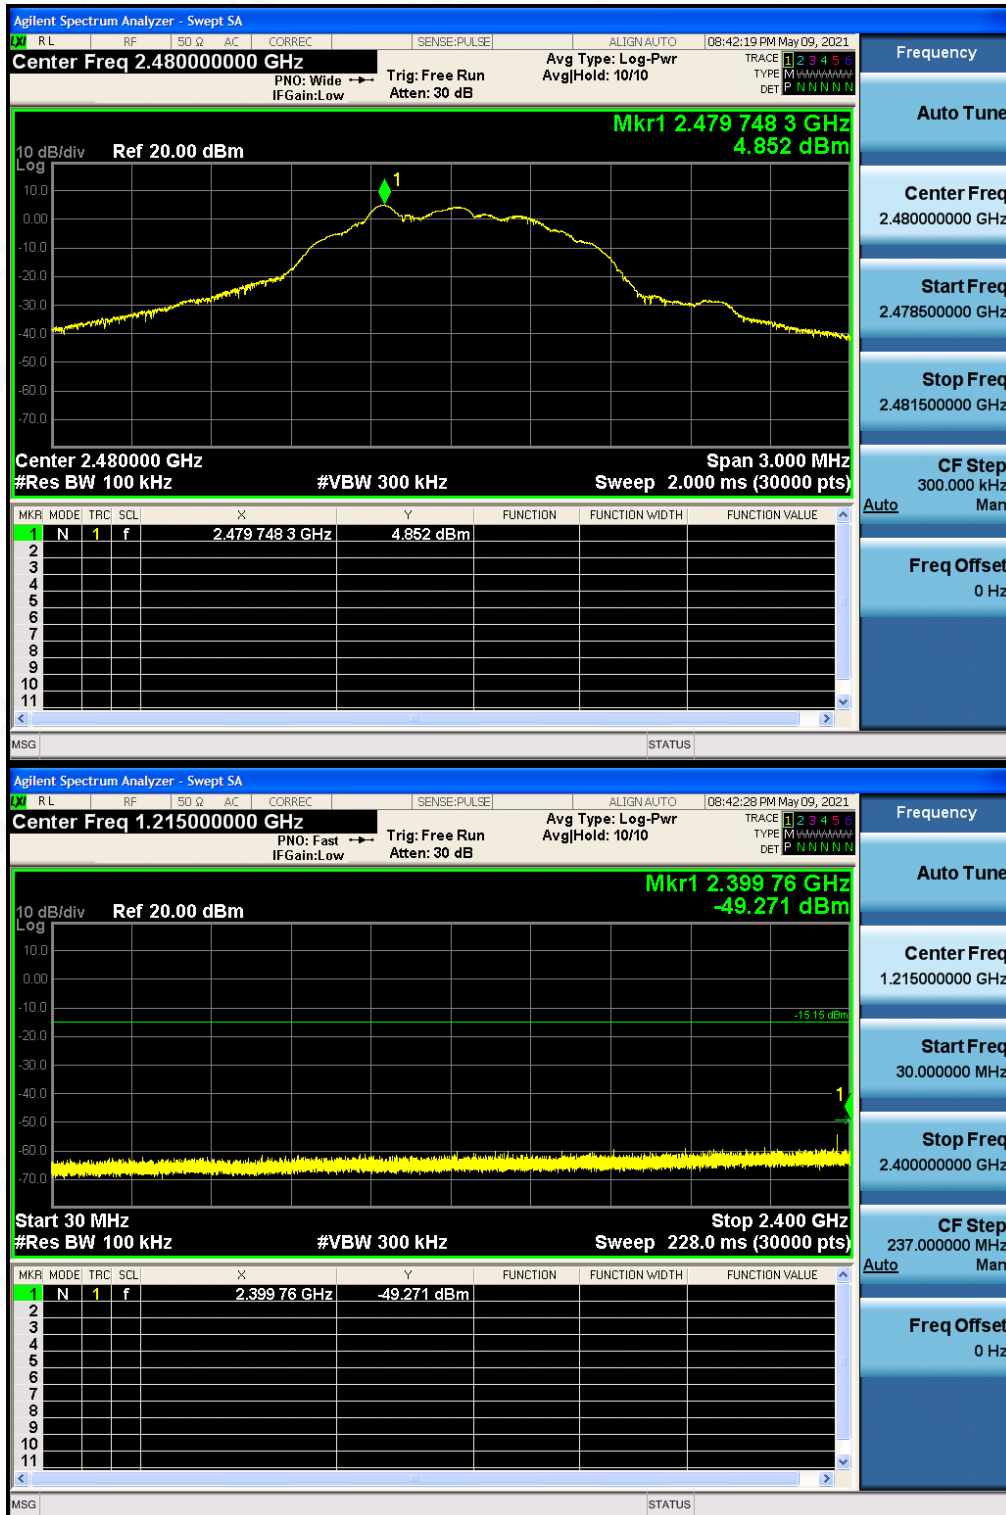 Agilent Spectrum Analyzer - Swept SA
LXI RL RF 50 Ω AC CORREC SENSE:PULSE ALIGN AUTO 08:42:19 PM May 09, 2021
Center Freq 2.480000000 GHz
PNO: Wide
IFGain:Low
Trig: Free Run
Atten: 30 dB
Avg Type: Log-Pwr
Avg|Hold: 10/10
TRACE 1 2 3 4 5 6
TYPE M WWWWW
DET P N N N N N
Mkr1 2.479 748 3 GHz
4.852 dBm
10 dB/div Ref 20.00 dBm
Log
10.0
0.00
-10.0
-20.0
-30.0
-40.0
-50.0
-60.0
-70.0
1
Center 2.480000 GHz Span 3.000 MHz
#Res BW 100 kHz #VBW 300 kHz Sweep 2.000 ms (30000 pts)
MKR MODE TRC SCL X Y FUNCTION FUNCTION WIDTH FUNCTION VALUE
1 N 1 f 2.479 748 3 GHz 4.852 dBm
2
3
4
5
6
7
8
9
10
11
MSG STATUS
Frequency
Auto Tune
Center Freq
2.480000000 GHz
Start Freq
2.478500000 GHz
Stop Freq
2.481500000 GHz
CF Step
300.000 kHz
Auto Man
Freq Offset
0 Hz
Agilent Spectrum Analyzer - Swept SA
LXI RL RF 50 Ω AC CORREC SENSE:PULSE ALIGN AUTO 08:42:28 PM May 09, 2021
Center Freq 1.215000000 GHz
PNO: Fast
IFGain:Low
Trig: Free Run
Atten: 30 dB
Avg Type: Log-Pwr
Avg|Hold: 10/10
TRACE 1 2 3 4 5 6
TYPE M WWWWW
DET P N N N N N
Mkr1 2.399 76 GHz
-49.271 dBm
10 dB/div Ref 20.00 dBm
Log
10.0
0.00
-10.0
-20.0
-30.0
-40.0
-50.0
-60.0
-70.0
-15.15 dBm
1
Start 30 MHz Stop 2.400 GHz
#Res BW 100 kHz #VBW 300 kHz Sweep 228.0 ms (30000 pts)
MKR MODE TRC SCL X Y FUNCTION FUNCTION WIDTH FUNCTION VALUE
1 N 1 f 2.399 76 GHz -49.271 dBm
2
3
4
5
6
7
8
9
10
11
MSG STATUS
Frequency
Auto Tune
Center Freq
1.215000000 GHz
Start Freq
30.000000 MHz
Stop Freq
2.400000000 GHz
CF Step
237.000000 MHz
Auto Man
Freq Offset
0 Hz